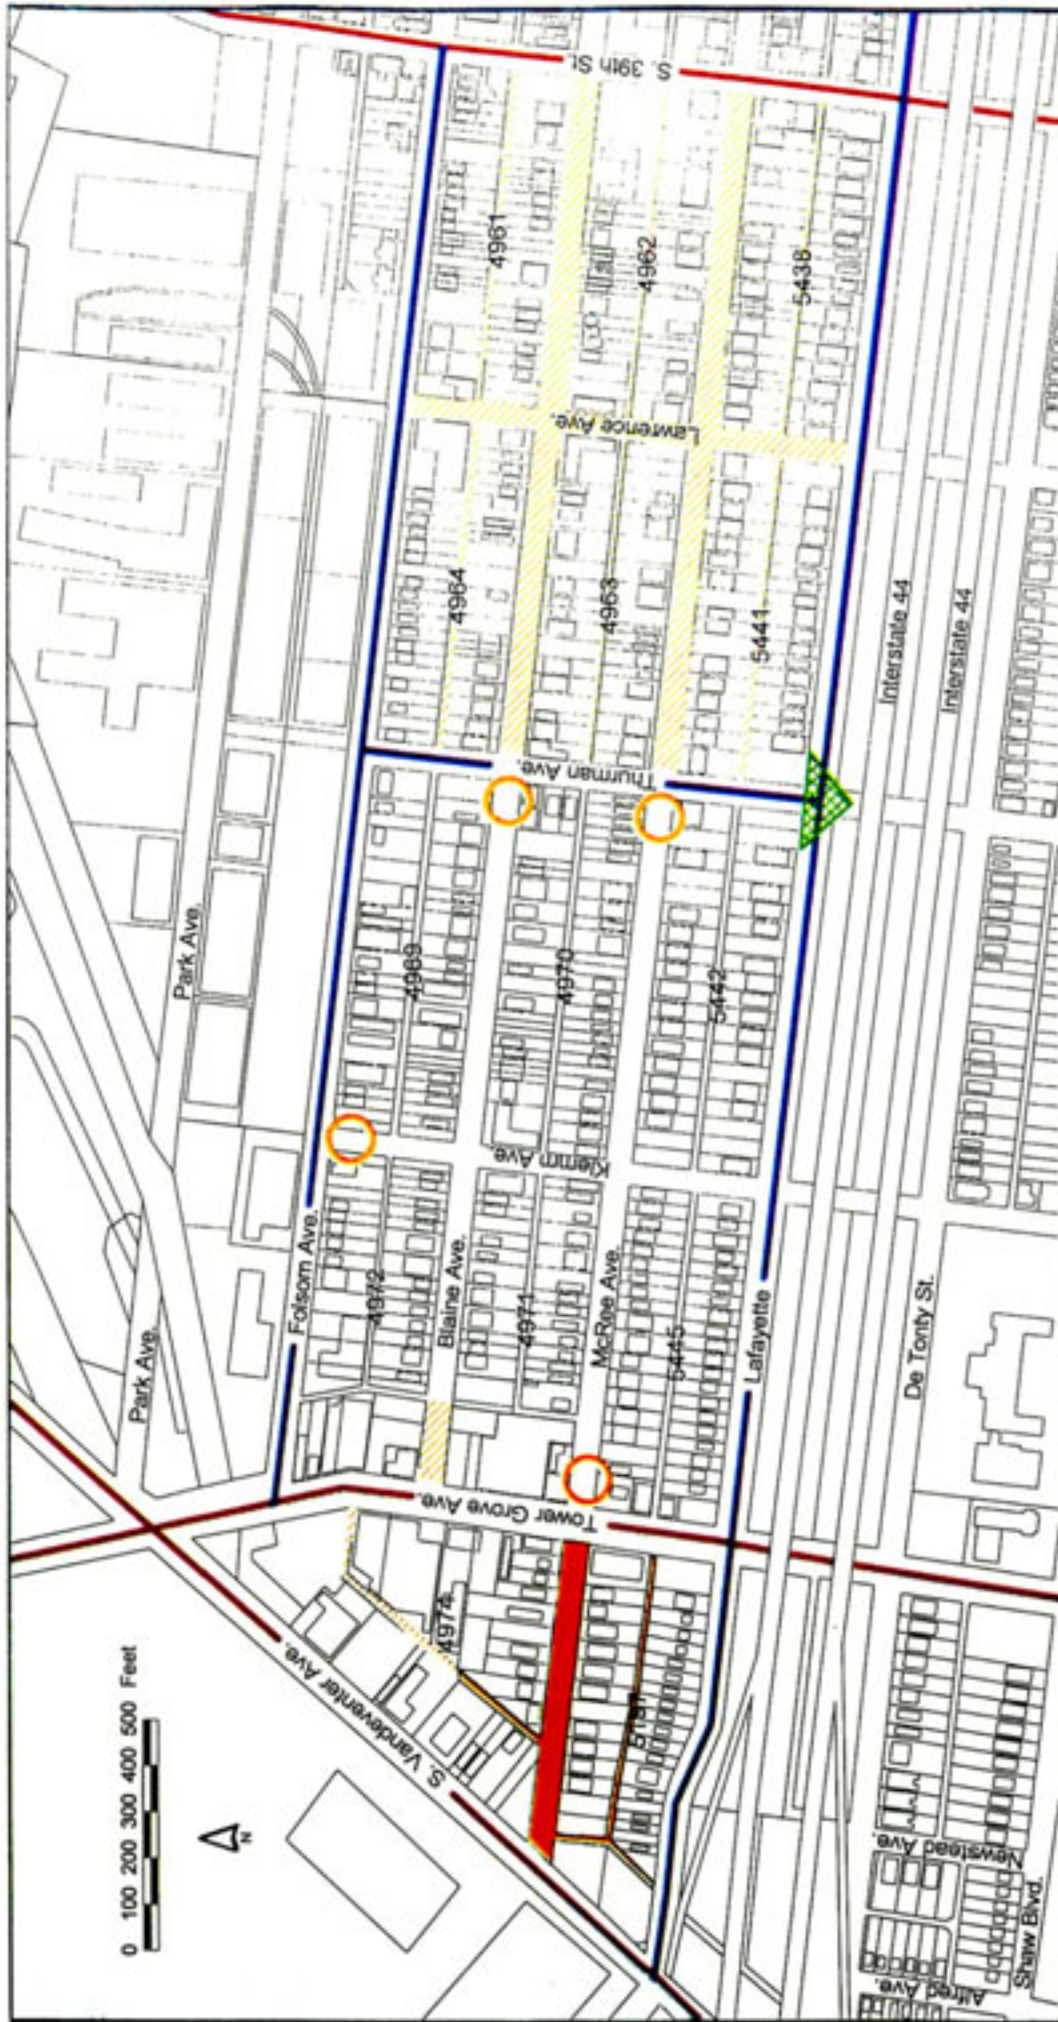 S. 39th St.
4961
4962
5438
Lawrence Ave.
4964
4963
5441
Interstate 44
Interstate 44
Thurman Ave.
Park Ave.
4969
4970
5442
Klemm Ave.
Folsom Ave.
Blaine Ave.
McRee Ave.
Lafayette
De Tonty St.
4972
4971
5445
Park Ave.
Tower Grove Ave.
4974
S. Vandeventer Ave.
0 100 200 300 400 500 Feet
N
Newstead Ave.
Shaw Blvd.
Alfred Ave.